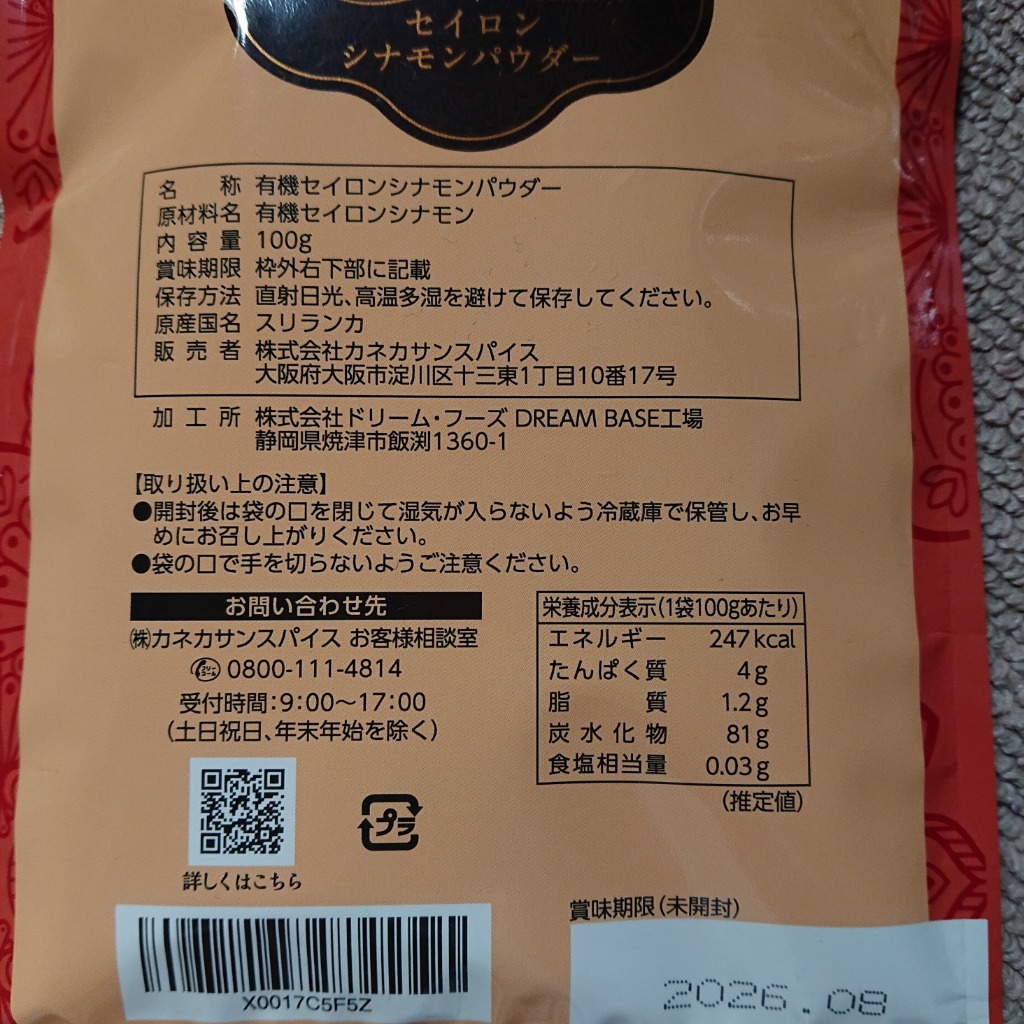 セイロン
シナモンパウダー
名称 有機セイロンシナモンパウダー
原材料名 有機セイロンシナモン
内容量 100g
賞味期限 枠外右下部に記載
保存方法 直射日光、高温多湿を避けて保存してください。
原産国名 スリランカ
販売者 株式会社カネカサンスパイス
大阪府大阪市淀川区十三東1丁目10番17号
加工所 株式会社ドリーム・フーズ DREAM BASE工場
静岡県焼津市飯渕1360-1
【取り扱い上の注意】
●開封後は袋の口を閉じて湿気が入らないよう冷蔵庫で保管し、お早
めにお召し上がりください。
●袋の口で手を切らないようご注意ください。
お問い合わせ先
㈱カネカサンスパイス お客様相談室
0800-111-4814
受付時間:9:00〜17:00
(土日祝日、年末年始を除く)
詳しくはこちら
プラ
栄養成分表示(1袋100gあたり)
エネルギー 247kcal
たんぱく質 4g
脂質 1.2g
炭水化物 81g
食塩相当量 0.03g
(推定値)
X0017C5F5Z
賞味期限(未開封)
2026.08